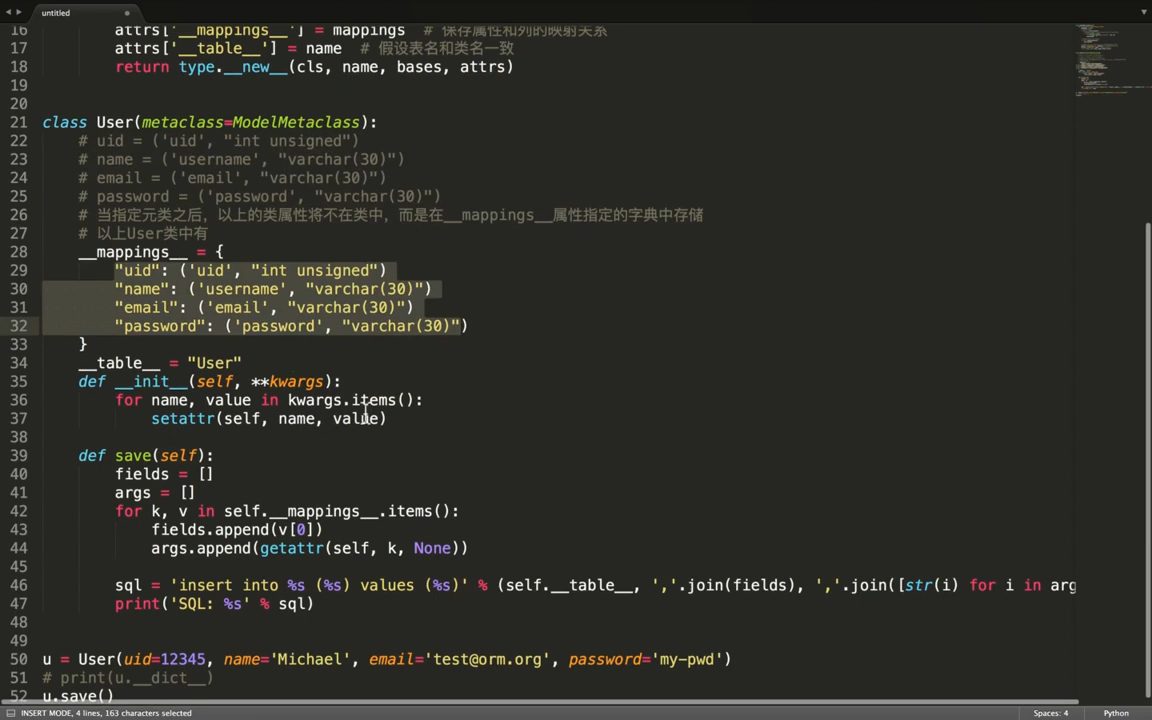 untitled
16 attrs['__mappings__'] = mappings # 保存属性和列的映射关系
17 attrs['__table__'] = name # 假设表名和类名一致
18 return type.__new__(cls, name, bases, attrs)
19
20
21 class User(metaclass=ModelMetaclass):
22 # uid = ('uid', "int unsigned")
23 # name = ('username', "varchar(30)")
24 # email = ('email', "varchar(30)")
25 # password = ('password', "varchar(30)")
26 # 当指定元类之后，以上的类属性将不在类中，而是在__mappings__属性指定的字典中存储
27 # 以上User类中有
28 __mappings__ = {
29 "uid": ('uid', "int unsigned")
30 "name": ('username', "varchar(30)")
31 "email": ('email', "varchar(30)")
32 "password": ('password', "varchar(30)")
33 }
34 __table__ = "User"
35 def __init__(self, **kwargs):
36 for name, value in kwargs.items():
37 setattr(self, name, value)
38
39 def save(self):
40 fields = []
41 args = []
42 for k, v in self.__mappings__.items():
43 fields.append(v[0])
44 args.append(getattr(self, k, None))
45
46 sql = 'insert into %s (%s) values (%s)' % (self.__table__, ','.join(fields), ','.join([str(i) for i in arg
47 print('SQL: %s' % sql)
48
49
50 u = User(uid=12345, name='Michael', email='test@orm.org', password='my-pwd')
51 # print(u.__dict__)
52 u.save()
INSERT MODE, 4 lines, 163 characters selected
Spaces: 4
Python